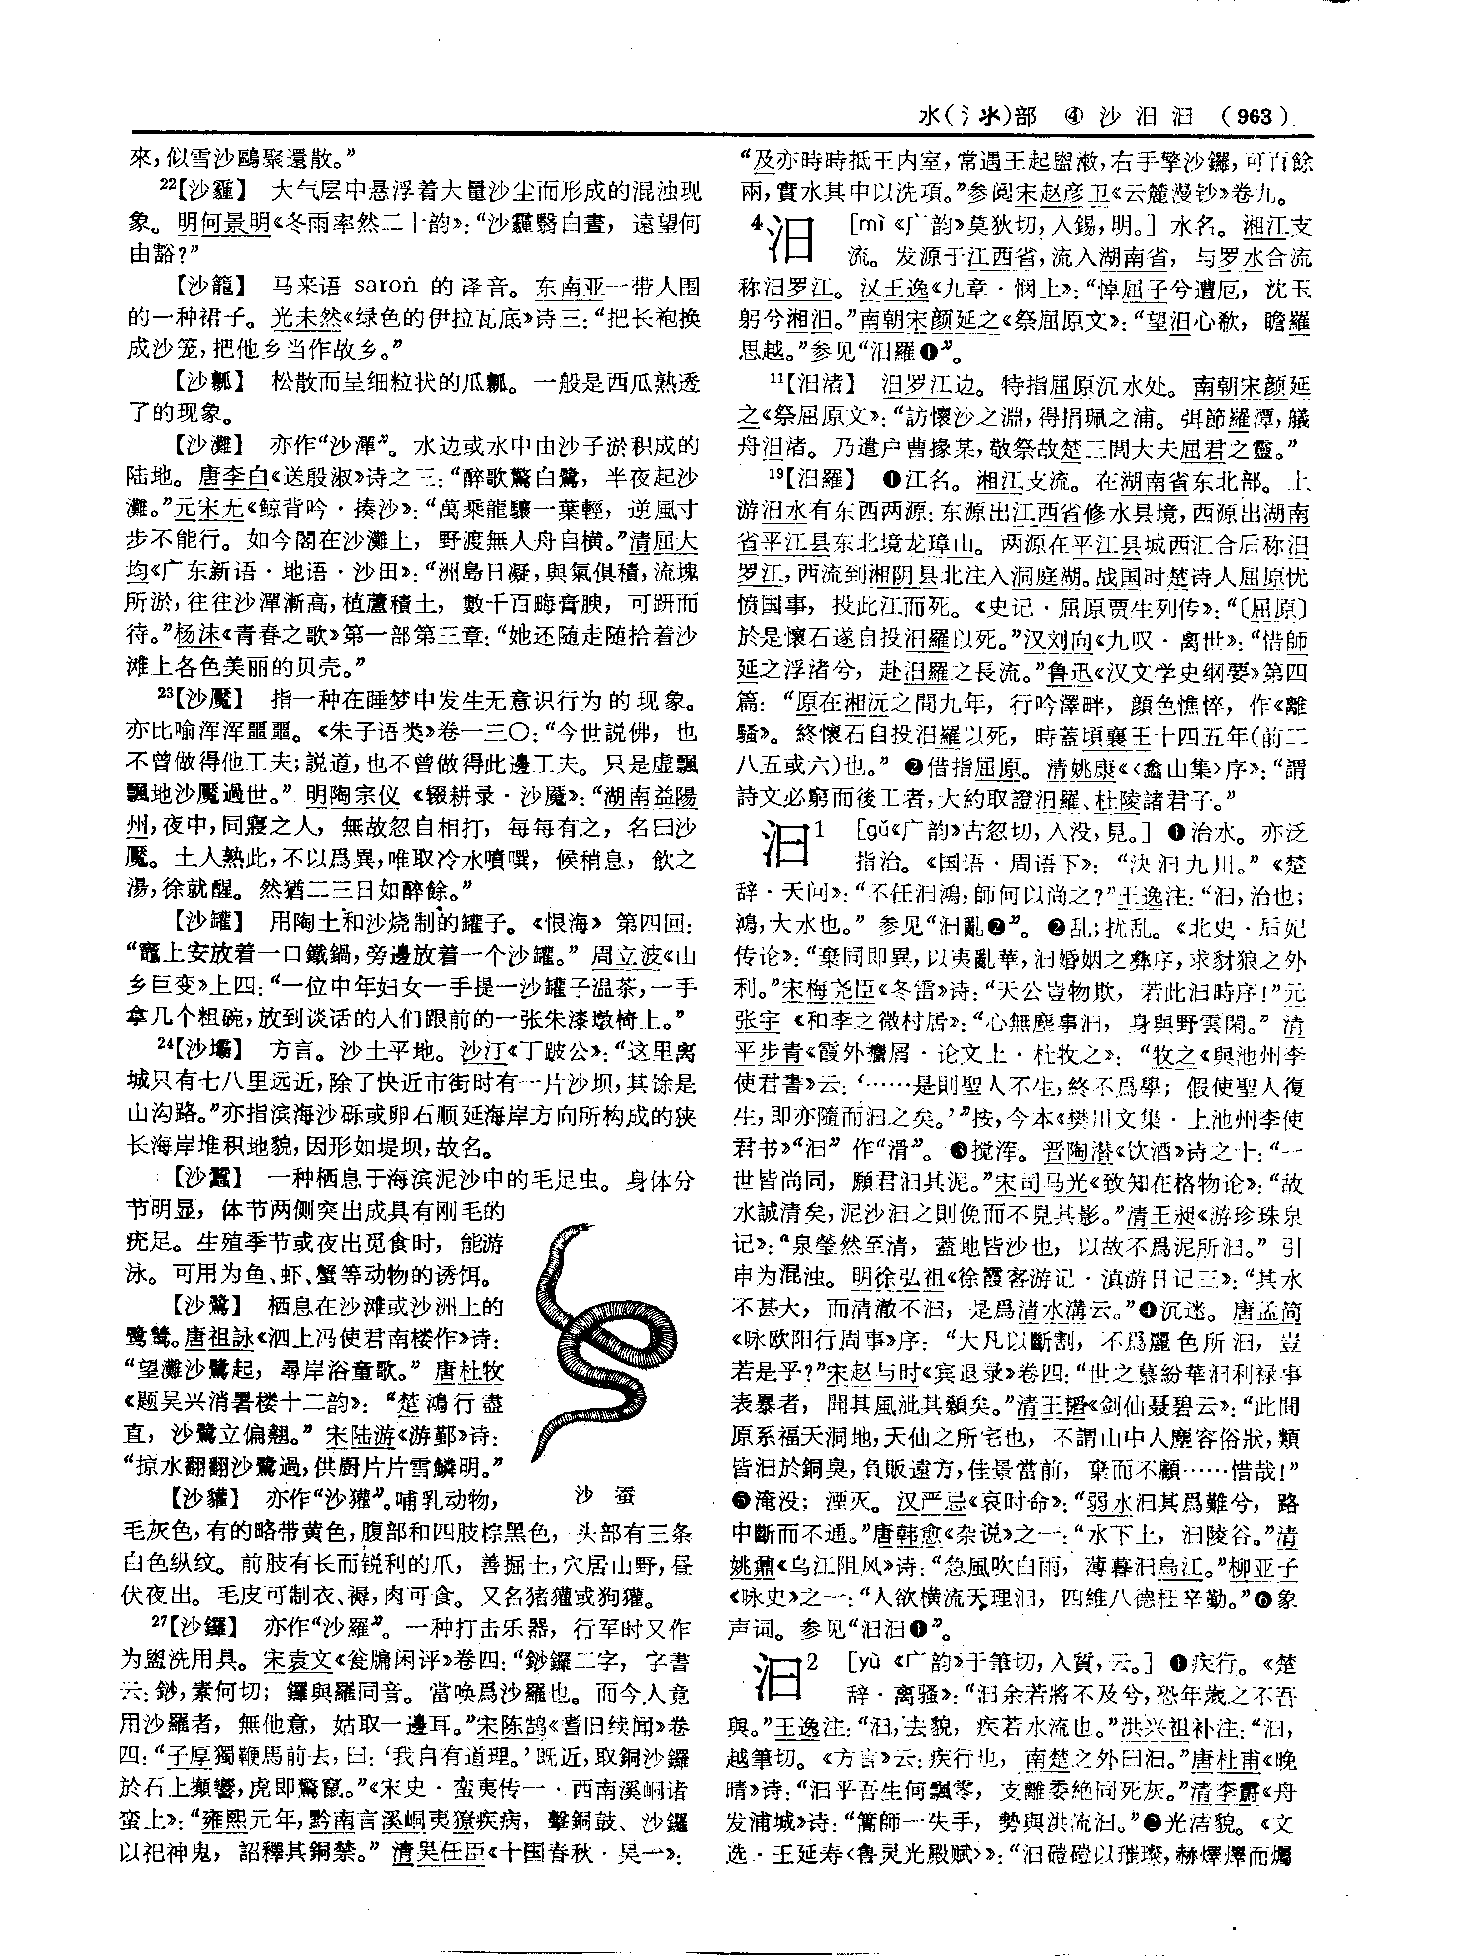 水(氵氺)部 ④ 沙 汨 汩 (963)
來,似雪沙鷗聚還散。”
22【沙霾】 大气层中悬浮着大量沙尘而形成的混浊现
象。明何景明《冬雨率然二十韵》:“沙霾翳白晝,遠望何
由豁?”
【沙籠】 马来语 saroṅ 的译音。东南亚一带人围
的一种裙子。光未然《绿色的伊拉瓦底》诗三:“把长袍换
成沙笼,把他乡当作故乡。”
【沙瓤】 松散而呈细粒状的瓜瓤。一般是西瓜熟透
了的现象。
【沙灘】 亦作“沙潬”。水边或水中由沙子淤积成的
陆地。唐李白《送殷淑》诗之三:“醉歌驚白鷺,半夜起沙
灘。”元宋无《鲸背吟·揍沙》:“萬乘龍驤一葉輕,逆風寸
步不能行。如今閣在沙灘上,野渡無人舟自横。”清屈大
均《广东新语·地语·沙田》:“洲島日凝,與氣俱積,流塊
所淤,往往沙潬漸高,植蘆積土,數千百畮膏腴,可趼而
待。”杨沫《青春之歌》第一部第三章:“她还随走随拾着沙
滩上各色美丽的贝壳。”
23【沙魘】 指一种在睡梦中发生无意识行为的现象。
亦比喻浑浑噩噩。《朱子语类》卷一三〇:“今世説佛,也
不曾做得他工夫;説道,也不曾做得此邊工夫。只是虚飄
飄地沙魘過世。”明陶宗仪《辍耕录·沙魘》:“湖南益陽
州,夜中,同寢之人,無故忽自相打,每每有之,名曰沙
魘。土人熟此,不以爲異,唯取冷水噴噀,候稍息,飲之
湯,徐就醒。然猶二三日如醉餘。”
【沙罐】 用陶土和沙烧制的罐子。《恨海》第四回:
“竈上安放着一口鐵鍋,旁邊放着一个沙罐。”周立波《山
乡巨变》上四:“一位中年妇女一手提一沙罐子温茶,一手
拿几个粗碗,放到谈话的人们跟前的一张朱漆墩椅上。”
24【沙壩】 方言。沙土平地。沙汀《丁跛公》:“这里离
城只有七八里远近,除了快近市街时有一片沙坝,其馀是
山沟路。”亦指滨海沙砾或卵石顺延海岸方向所构成的狭
长海岸堆积地貌,因形如堤坝,故名。
【沙蠶】 一种栖息于海滨泥沙中的毛足虫。身体分
节明显,体节两侧突出成具有刚毛的
疣足。生殖季节或夜出觅食时,能游
泳。可用为鱼、虾、蟹等动物的诱饵。
【沙鷺】 栖息在沙滩或沙洲上的
鹭鸶。唐祖詠《泗上冯使君南楼作》诗:
“望灘沙鷺起,尋岸浴童歌。”唐杜牧
《题吴兴消暑楼十二韵》:“楚鴻行盡
直,沙鷺立偏翹。”宋陆游《游鄞》诗:
“掠水翻翻沙鷺過,供廚片片雪鱗明。”
【沙貛】 亦作“沙獾”。哺乳动物,
沙 蚕
毛灰色,有的略带黄色,腹部和四肢棕黑色,头部有三条
白色纵纹。前肢有长而锐利的爪,善掘土,穴居山野,昼
伏夜出。毛皮可制衣、褥,肉可食。又名猪獾或狗獾。
27【沙鑼】 亦作“沙羅”。一种打击乐器,行军时又作
为盥洗用具。宋袁文《瓮牖闲评》卷四:“鈔鑼二字,字書
云:鈔,素何切;鑼與羅同音。當唤爲沙羅也。而今人竟
用沙羅者,無他意,姑取一邊耳。”宋陈鹄《耆旧续闻》卷
四:“子厚獨鞭馬前去,曰:‘我自有道理。’既近,取銅沙鑼
於石上攧響,虎即驚竄。”《宋史·蛮夷传一·西南溪峒诸
蛮上》:“雍熙元年,黔南言溪峒夷獠疾病,擊銅鼓、沙鑼
以祀神鬼,詔釋其銅禁。”清吴任臣《十国春秋·吴一》:
“及亦時時抵王内室,常遇王起盥漱,右手擎沙鑼,可百餘
兩,實水其中以洗項。”参阅宋赵彦卫《云麓漫钞》卷九。
4汨 [mì《广韵》莫狄切,入錫,明。]水名。湘江支
流。发源于江西省,流入湖南省,与罗水合流
称汨罗江。汉王逸《九章·悯上》:“悼屈子兮遭厄,沈玉
躬兮湘汨。”南朝宋颜延之《祭屈原文》:“望汨心欷,瞻羅
思越。”参见“汨羅❶”。
11【汨渚】 汨罗江边。特指屈原沉水处。南朝宋颜延
之《祭屈原文》:“訪懷沙之淵,得捐珮之浦。弭節羅潭,艤
舟汨渚。乃遣户曹掾某,敬祭故楚三閭大夫屈君之靈。”
19【汨羅】 ❶江名。湘江支流。在湖南省东北部。上
游汨水有东西两源:东源出江西省修水县境,西源出湖南
省平江县东北境龙璋山。两源在平江县城西汇合后称汨
罗江,西流到湘阴县北注入洞庭湖。战国时楚诗人屈原忧
愤国事,投此江而死。《史记·屈原贾生列传》:“〔屈原〕
於是懷石遂自投汨羅以死。”汉刘向《九叹·离世》:“惜師
延之浮渚兮,赴汨羅之長流。”鲁迅《汉文学史纲要》第四
篇:“原在湘沅之間九年,行吟澤畔,顔色憔悴,作《離
騷》。終懷石自投汨羅以死,時蓋頃襄王十四五年(前二
八五或六)也。”❷借指屈原。清姚康《〈龕山集〉序》:“謂
詩文必窮而後工者,大約取證汨羅、杜陵諸君子。”
汩1 [gǔ《广韵》古忽切,入没,見。]❶治水。亦泛
指治。《国语·周语下》:“决汩九川。”《楚
辞·天问》:“不任汩鴻,師何以尚之?”王逸注:“汩,治也;
鴻,大水也。”参见“汩亂❷”。❷乱;扰乱。《北史·后妃
传论》:“棄同即異,以夷亂華,汩婚姻之彝序,求豺狼之外
利。”宋梅尧臣《冬雷》诗:“天公豈物欺,若此汩時序!”元
张宇《和李之微村居》:“心無塵事汩,身與野雲閑。”清
平步青《霞外攟屑·论文上·杜牧之》:“牧之《與池州李
使君書》云:‘……是則聖人不生,終不爲學;假使聖人復
生,即亦隨而汩之矣。’”按,今本《樊川文集·上池州李使
君书》“汩”作“滑”。❸搅浑。晋陶潜《饮酒》诗之十:“一
世皆尚同,願君汩其泥。”宋司马光《致知在格物论》:“故
水誠清矣,泥沙汩之則俛而不見其影。”清王昶《游珍珠泉
记》:“泉瑩然至清,蓋地皆沙也,以故不爲泥所汩。”引
申为混浊。明徐弘祖《徐霞客游记·滇游日记三》:“其水
不甚大,而清澈不汩,是爲清水溝云。”❹沉迷。唐孟简
《咏欧阳行周事》序:“大凡以斷割,不爲麗色所汩,豈
若是乎?”宋赵与时《宾退录》卷四:“世之慕紛華汩利禄事
表暴者,聞其風泚其顙矣。”清王韬《剑仙聂碧云》:“此間
原系福天洞地,天仙之所宅也,不謂山中人塵容俗狀,類
皆汩於銅臭,負販遠方,佳景當前,棄而不顧……惜哉!”
❺淹没;湮灭。汉严忌《哀时命》:“弱水汩其爲難兮,路
中斷而不通。”唐韩愈《杂说》之一:“水下土,汩陵谷。”清
姚鼐《乌江阻风》诗:“急風吹白雨,薄暮汩烏江。”柳亚子
《咏史》之一:“人欲横流天理汩,四維八德枉辛勤。”❻象
声词。参见“汩汩❶”。
汩2 [yù《广韵》于筆切,入質,云。]❶疾行。《楚
辞·离骚》:“汩余若將不及兮,恐年歲之不吾
與。”王逸注:“汩,去貌,疾若水流也。”洪兴祖补注:“汩,
越筆切。《方言》云:疾行也,南楚之外曰汩。”唐杜甫《晚
晴》诗:“汩乎吾生何飄零,支離委絶同死灰。”清李爵《舟
发浦城》诗:“篙師一失手,勢與洪流汩。”❷光洁貌。《文
选·王延寿〈鲁灵光殿赋〉》:“汩磑磑以璀璨,赫燡燡而爥